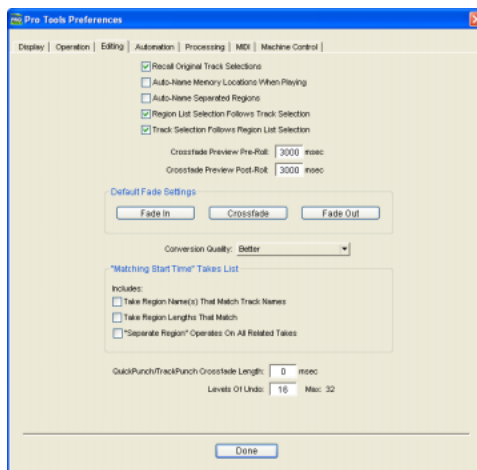 Pro Tools Preferences
Display Operation Editing Automation Processing MIDI Machine Control
Recall Original Track Selections
Auto-Name Memory Locations When Playing
Auto-Name Separated Regions
Region List Selection Follows Track Selection
Track Selection Follows Region List Selection
Crossfade Preview Pre-Roll: 3000 msec
Crossfade Preview Post-Roll: 3000 msec
Default Fade Settings
Fade In Crossfade Fade Out
Conversion Quality: Better
"Matching Start Time" Takes List
Includes:
Take Region Name(s) That Match Track Names
Take Region Lengths That Match
"Separate Region" Operates On All Related Takes
QuickPunch/TrackPunch Crossfade Length: 0 msec
Levels Of Undo: 16 Max: 32
Done